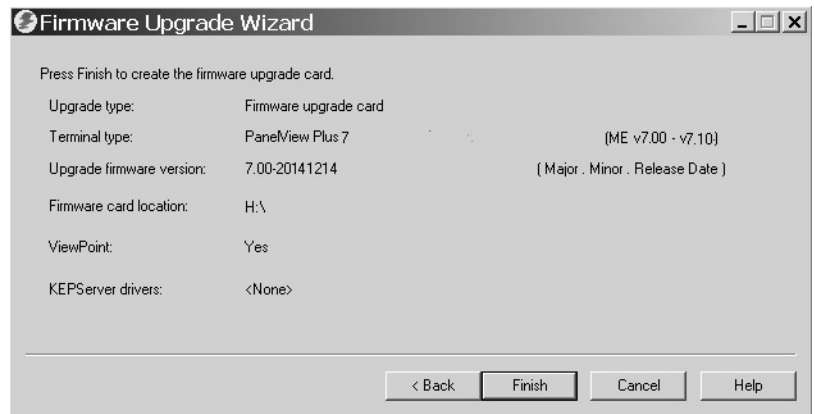 Firmware Upgrade Wizard
Press Finish to create the firmware upgrade card.
Upgrade type: Firmware upgrade card
Terminal type: PanelView Plus 7 (ME v7.00 - v7.10)
Upgrade firmware version: 7.00-20141214 ( Major . Minor . Release Date )
Firmware card location: H:\
ViewPoint: Yes
KEPServer drivers: <None>
< Back Finish Cancel Help